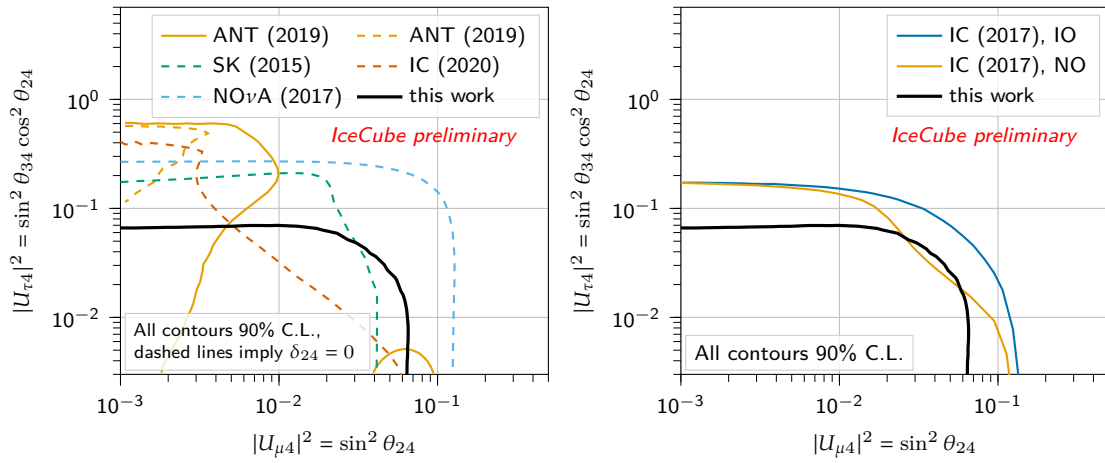 ANT (2019)
ANT (2019)
SK (2015)
IC (2020)
NOνA (2017)
this work
IceCube preliminary
All contours 90% C.L.,
dashed lines imply δ₂₄ = 0
10⁰
10⁻¹
10⁻²
|U_τ4|² = sin² θ₃₄ cos² θ₂₄
10⁻³
10⁻²
10⁻¹
|U_μ4|² = sin² θ₂₄
IC (2017), IO
IC (2017), NO
this work
IceCube preliminary
All contours 90% C.L.
10⁰
10⁻¹
10⁻²
|U_τ4|² = sin² θ₃₄ cos² θ₂₄
10⁻³
10⁻²
10⁻¹
|U_μ4|² = sin² θ₂₄